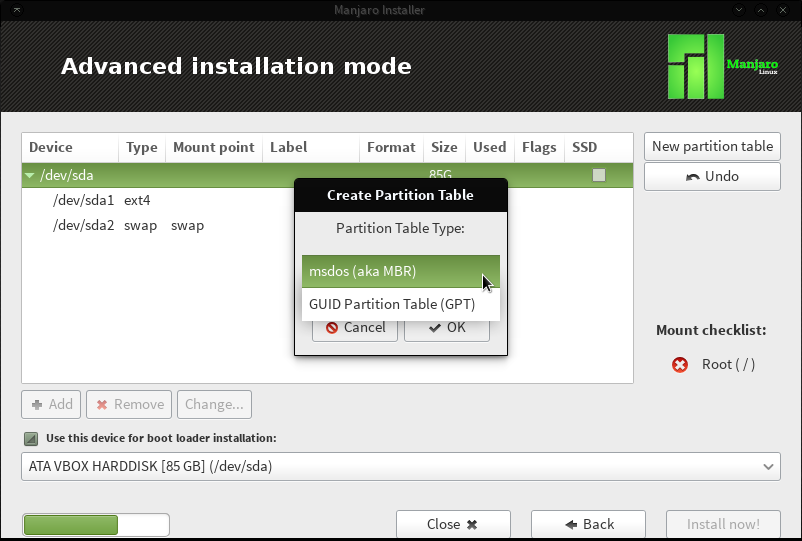 Manjaro Installer
Advanced installation mode
Manjaro
Linux
Device Type Mount point Label Format Size Used Flags SSD
New partition table
/dev/sda 85G
Undo
/dev/sda1 ext4
/dev/sda2 swap swap
Create Partition Table
Partition Table Type:
msdos (aka MBR)
GUID Partition Table (GPT)
Cancel OK
Mount checklist:
Root ( / )
Add Remove Change...
Use this device for boot loader installation:
ATA VBOX HARDDISK [85 GB] (/dev/sda)
Close Back Install now!